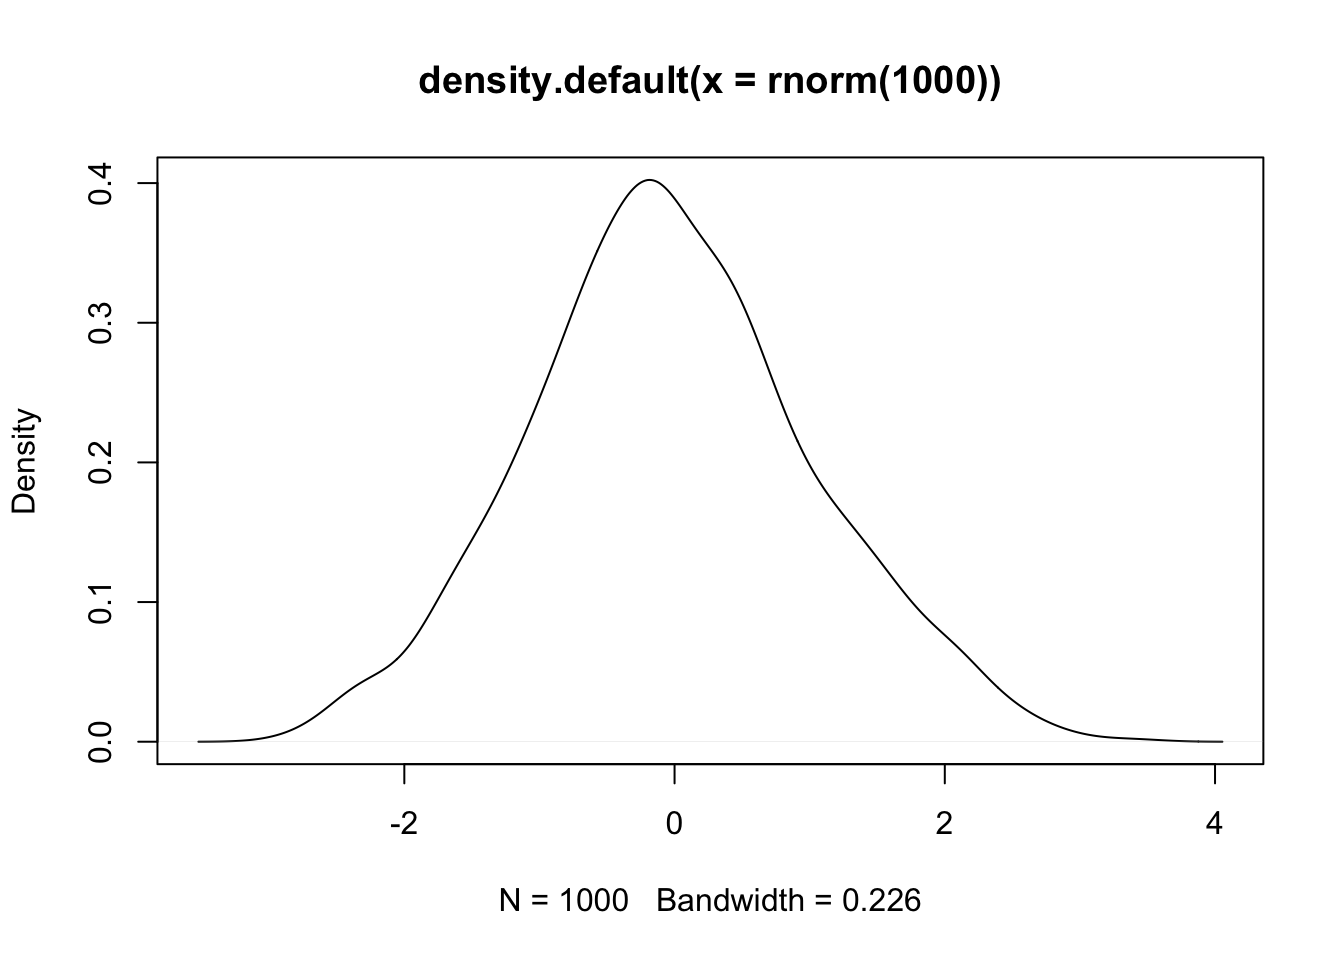 density.default(x = rnorm(1000))
0.4
0.3
0.2
0.1
0.0
Density
-2 0 2 4
N = 1000 Bandwidth = 0.226